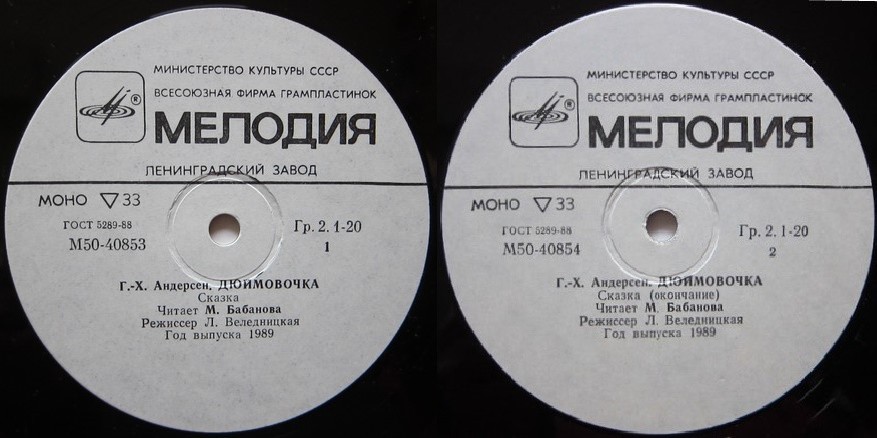 МИНИСТЕРСТВО КУЛЬТУРЫ СССР
ВСЕСОЮЗНАЯ ФИРМА ГРАМПЛАСТИНОК
®
МЕЛОДИЯ
ЛЕНИНГРАДСКИЙ ЗАВОД
МОНО ▽ 33
ГОСТ 5289-88
Гр. 2. 1-20
М50-40853
1
Г.-Х. Андерсен. ДЮЙМОВОЧКА
Сказка
Читает М. Бабанова
Режиссер Л. Веледницкая
Год выпуска 1989
МИНИСТЕРСТВО КУЛЬТУРЫ СССР
ВСЕСОЮЗНАЯ ФИРМА ГРАМПЛАСТИНОК
®
МЕЛОДИЯ
ЛЕНИНГРАДСКИЙ ЗАВОД
МОНО ▽ 33
ГОСТ 5289-88
Гр. 2. 1-20
М50-40854
2
Г.-Х. Андерсен. ДЮЙМОВОЧКА
Сказка (окончание)
Читает М. Бабанова
Режиссер Л. Веледницкая
Год выпуска 1989